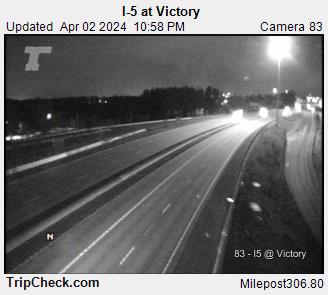 I-5 at Victory
Updated Apr 02 2024 10:58 PM Camera 83
T
N
83 - I5 @ Victory
TripCheck.com Milepost306.80